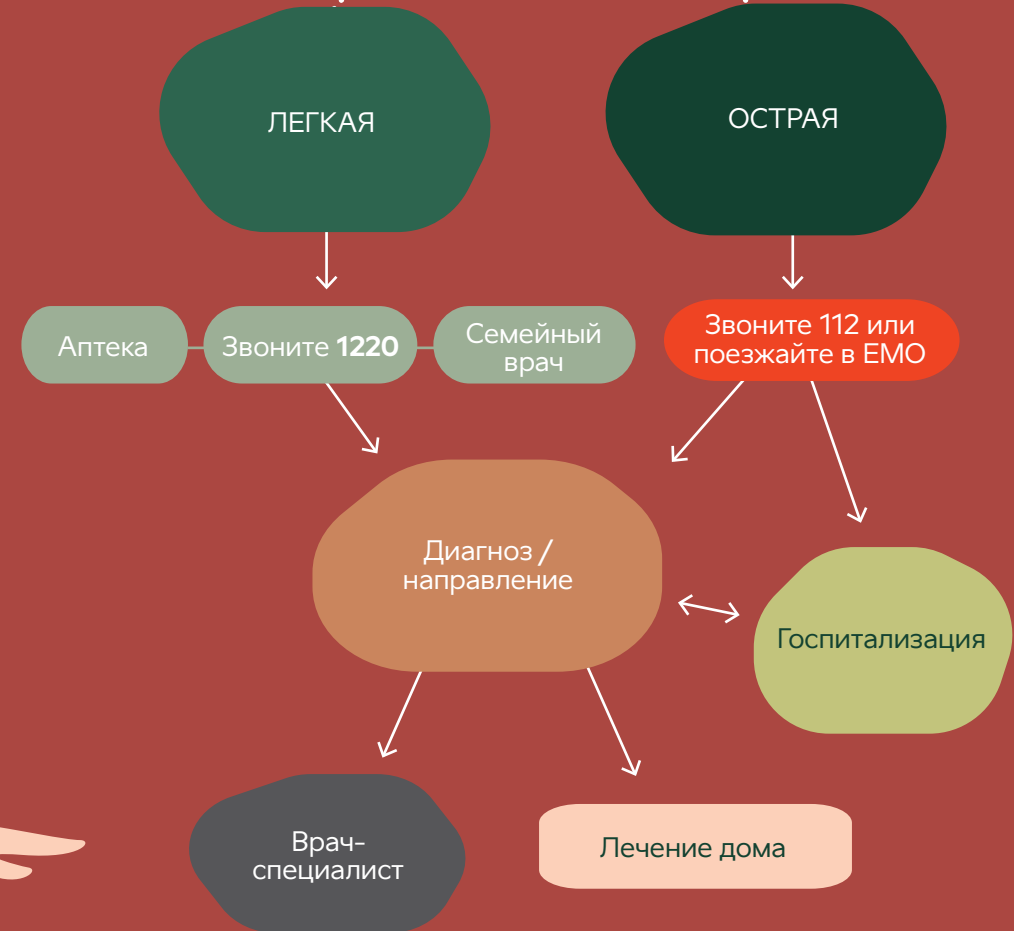 ЛЕГКАЯ
ОСТРАЯ
Аптека
Звоните 1220
Семейный
врач
Звоните 112 или
поезжайте в ЕМО
Диагноз /
направление
Госпитализация
Врач-
специалист
Лечение дома